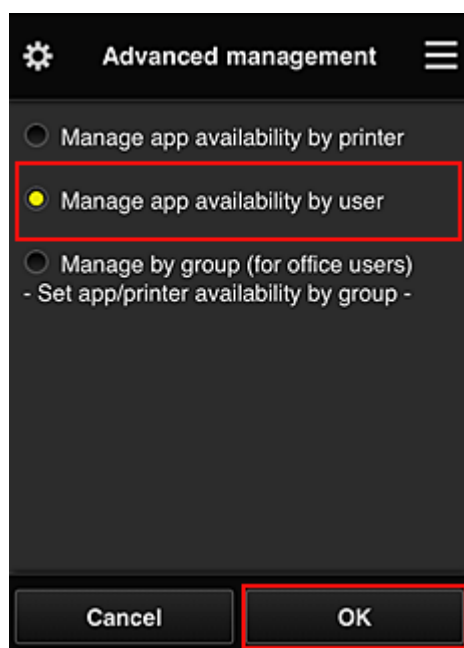 Advanced management
Manage app availability by printer
Manage app availability by user
Manage by group (for office users)
- Set app/printer availability by group -
Cancel
OK